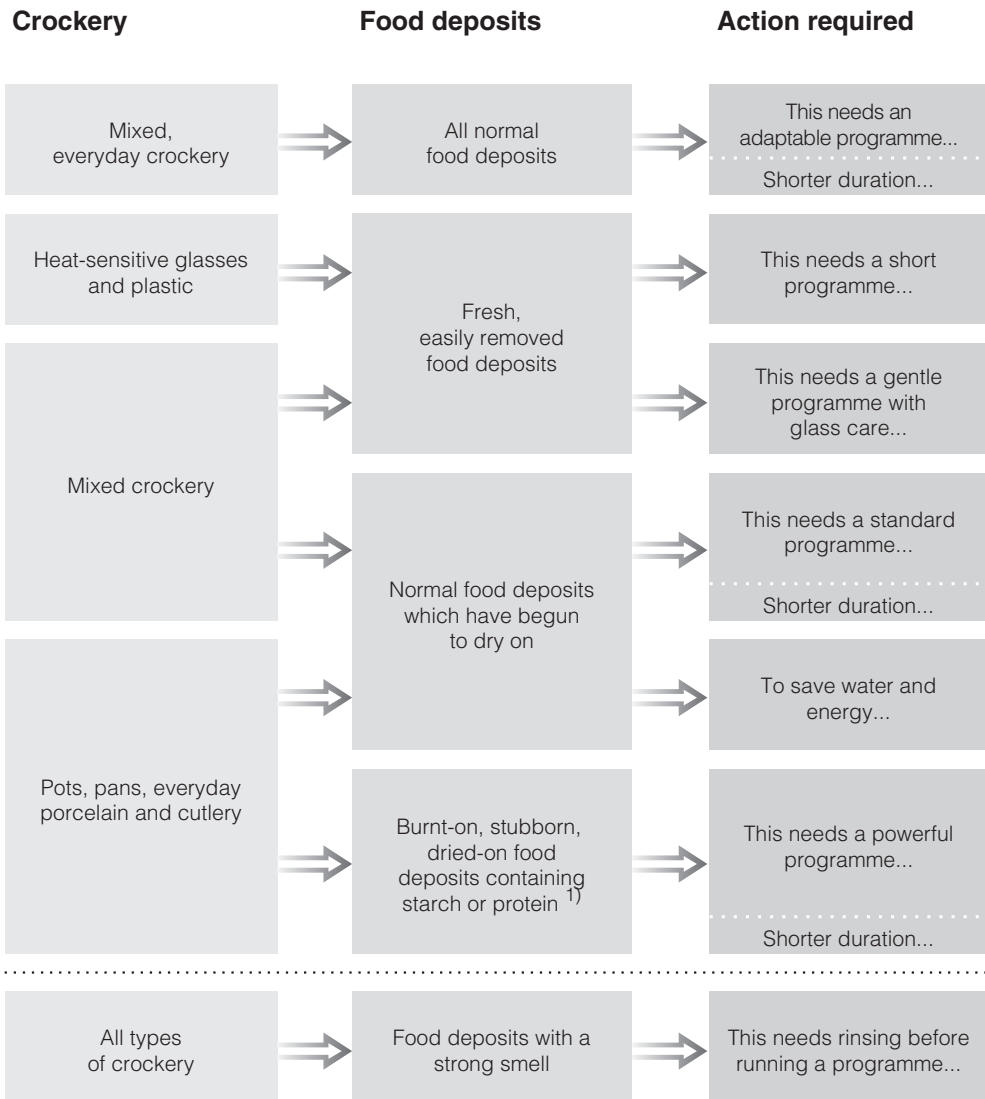 Crockery
Food deposits
Action required
Mixed,
everyday crockery
All normal
food deposits
This needs an
adaptable programme...
Shorter duration...
Heat-sensitive glasses
and plastic
Fresh,
easily removed
food deposits
This needs a short
programme...
This needs a gentle
programme with
glass care...
Mixed crockery
Normal food deposits
which have begun
to dry on
This needs a standard
programme...
Shorter duration...
To save water and
energy...
Pots, pans, everyday
porcelain and cutlery
Burnt-on, stubborn,
dried-on food
deposits containing
starch or protein 1)
This needs a powerful
programme...
Shorter duration...
All types
of crockery
Food deposits with a
strong smell
This needs rinsing before
running a programme...